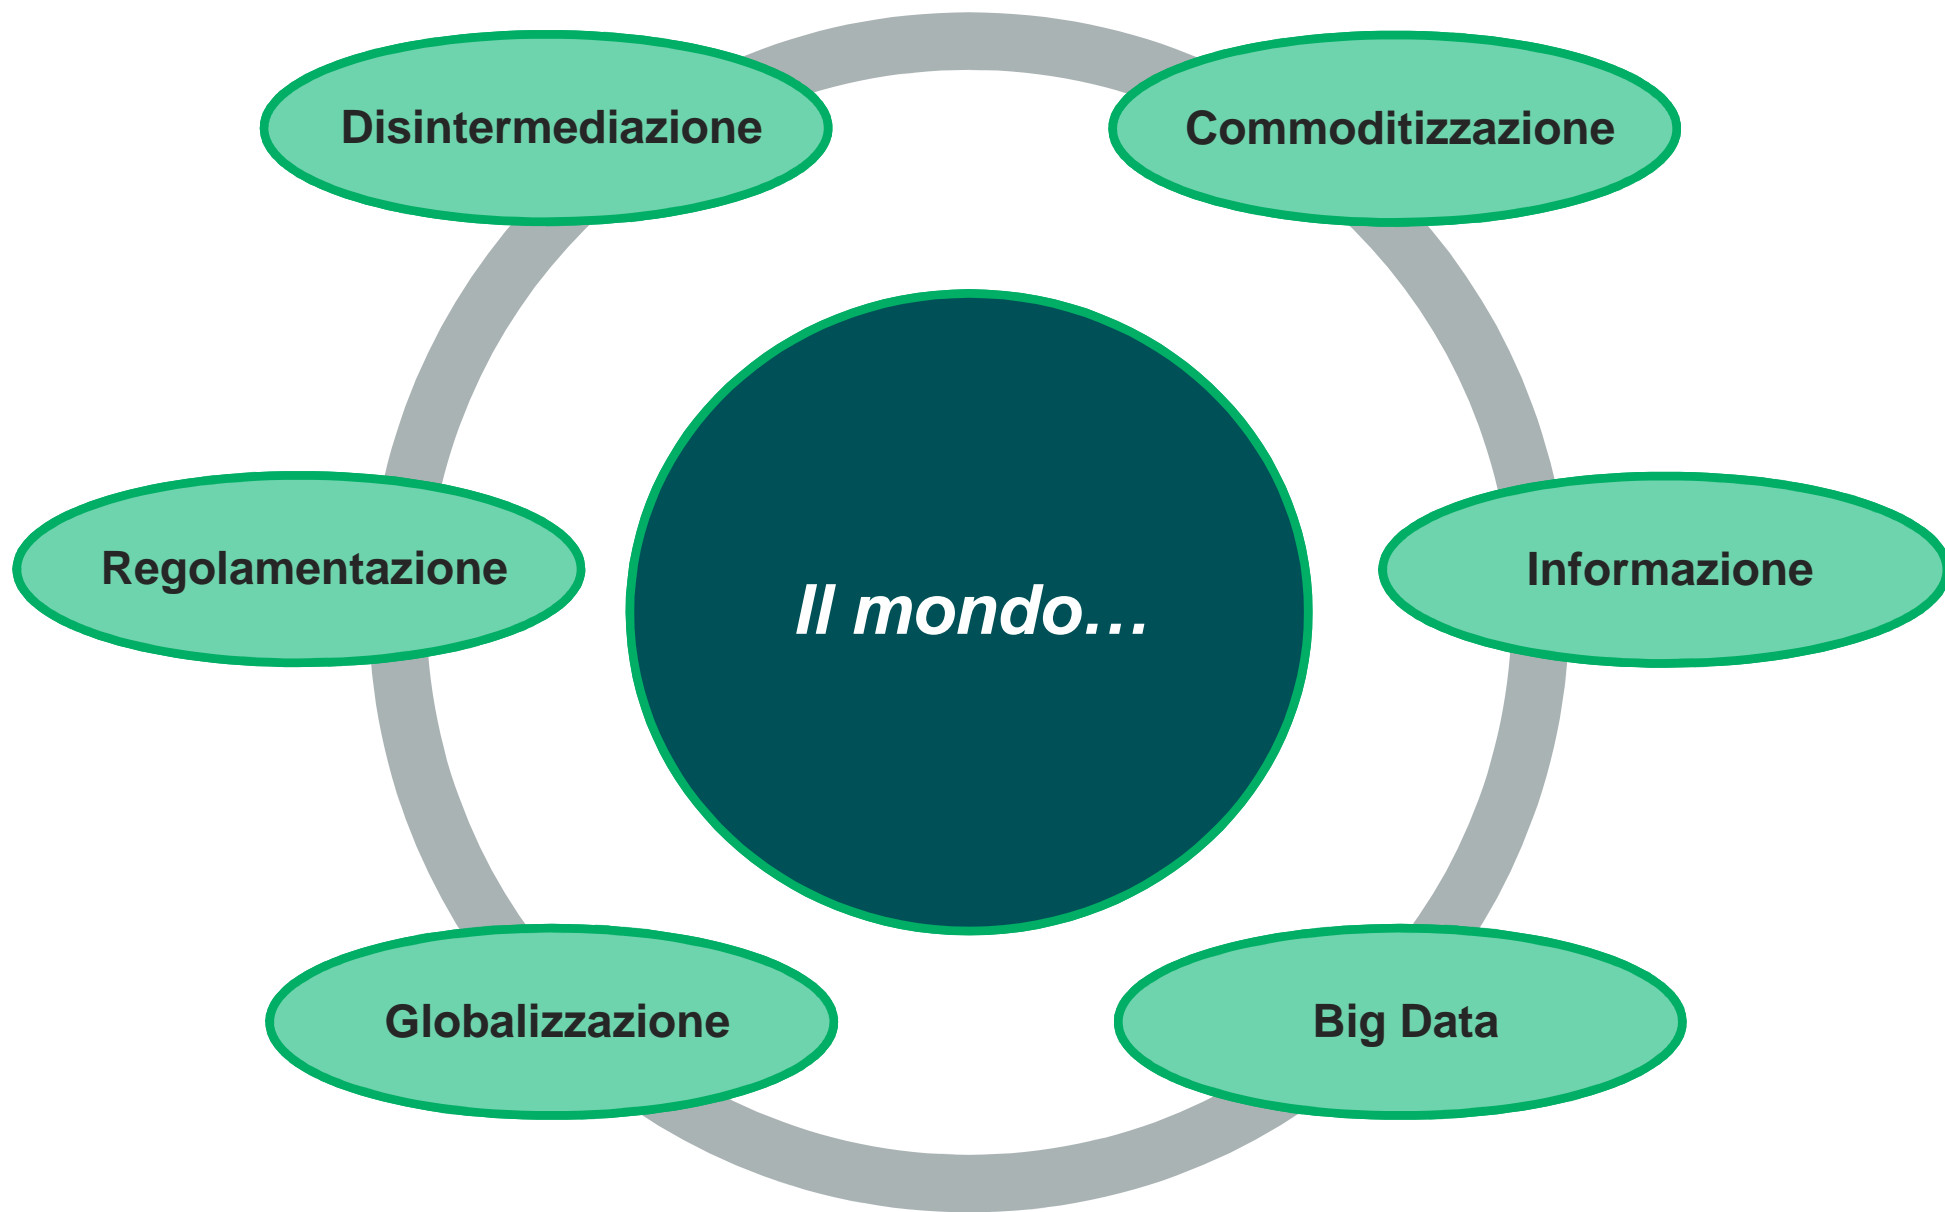 Disintermediazione
Commoditizzazione
Regolamentazione
Il mondo…
Informazione
Globalizzazione
Big Data